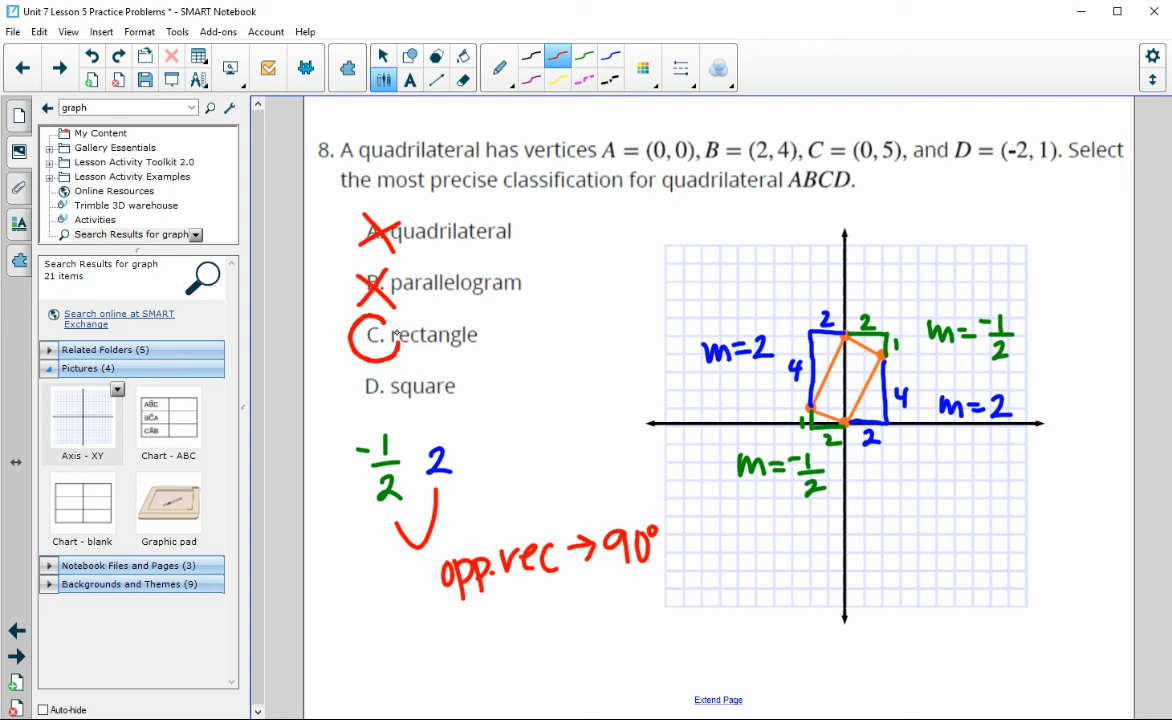 Unit 7 Lesson 5 Practice Problems * - SMART Notebook
File Edit View Insert Format Tools Add-ons Account Help
graph
My Content
Gallery Essentials
Lesson Activity Toolkit 2.0
Lesson Activity Examples
Online Resources
Trimble 3D warehouse
Activities
Search Results for graph
Search Results for graph
21 items
Search online at SMART
Exchange
Related Folders (5)
Pictures (4)
Axis - XY
Chart - ABC
Chart - blank
Graphic pad
Notebook Files and Pages (3)
Backgrounds and Themes (9)
Auto-hide
8. A quadrilateral has vertices A = (0, 0), B = (2, 4), C = (0, 5), and D = (-2, 1). Select
the most precise classification for quadrilateral ABCD.
A. quadrilateral
B. parallelogram
C. rectangle
D. square
-1/2 2
opp.rec → 90°
2 2
m=2 4 1 m=-1/2
4 m=2
1 2 2
m=-1/2
Extend Page